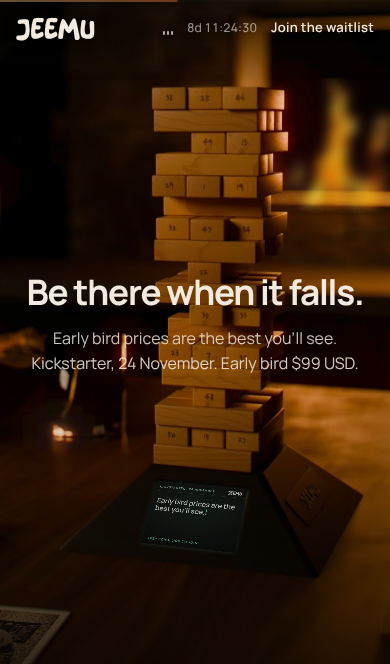 JEEMU
8d 11:24:30
Join the waitlist
Be there when it falls.
Early bird prices are the best you'll see.
Kickstarter, 24 November. Early bird $99 USD.
JEEMU
Early bird prices are the
best you'll see.